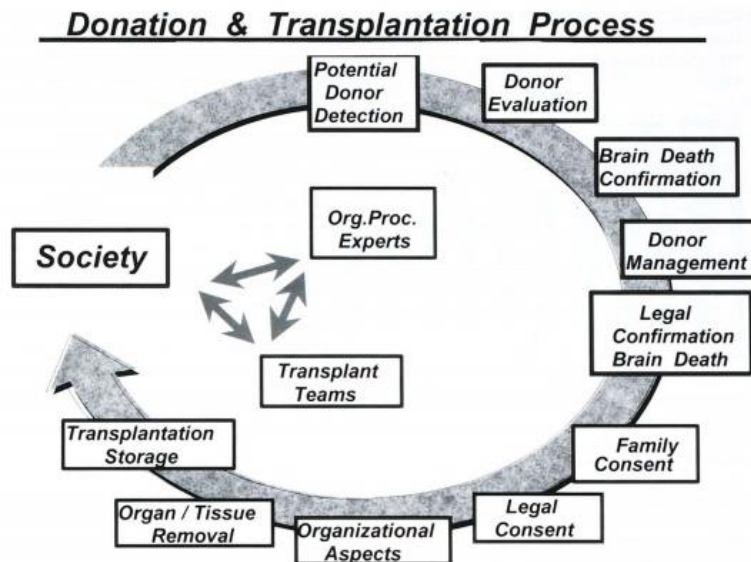 Donation & Transplantation Process
Potential
Donor
Detection
Donor
Evaluation
Brain Death
Confirmation
Donor
Management
Legal
Confirmation
Brain Death
Family
Consent
Legal
Consent
Organizational
Aspects
Organ / Tissue
Removal
Transplantation
Storage
Society
Org.Proc.
Experts
Transplant
Teams